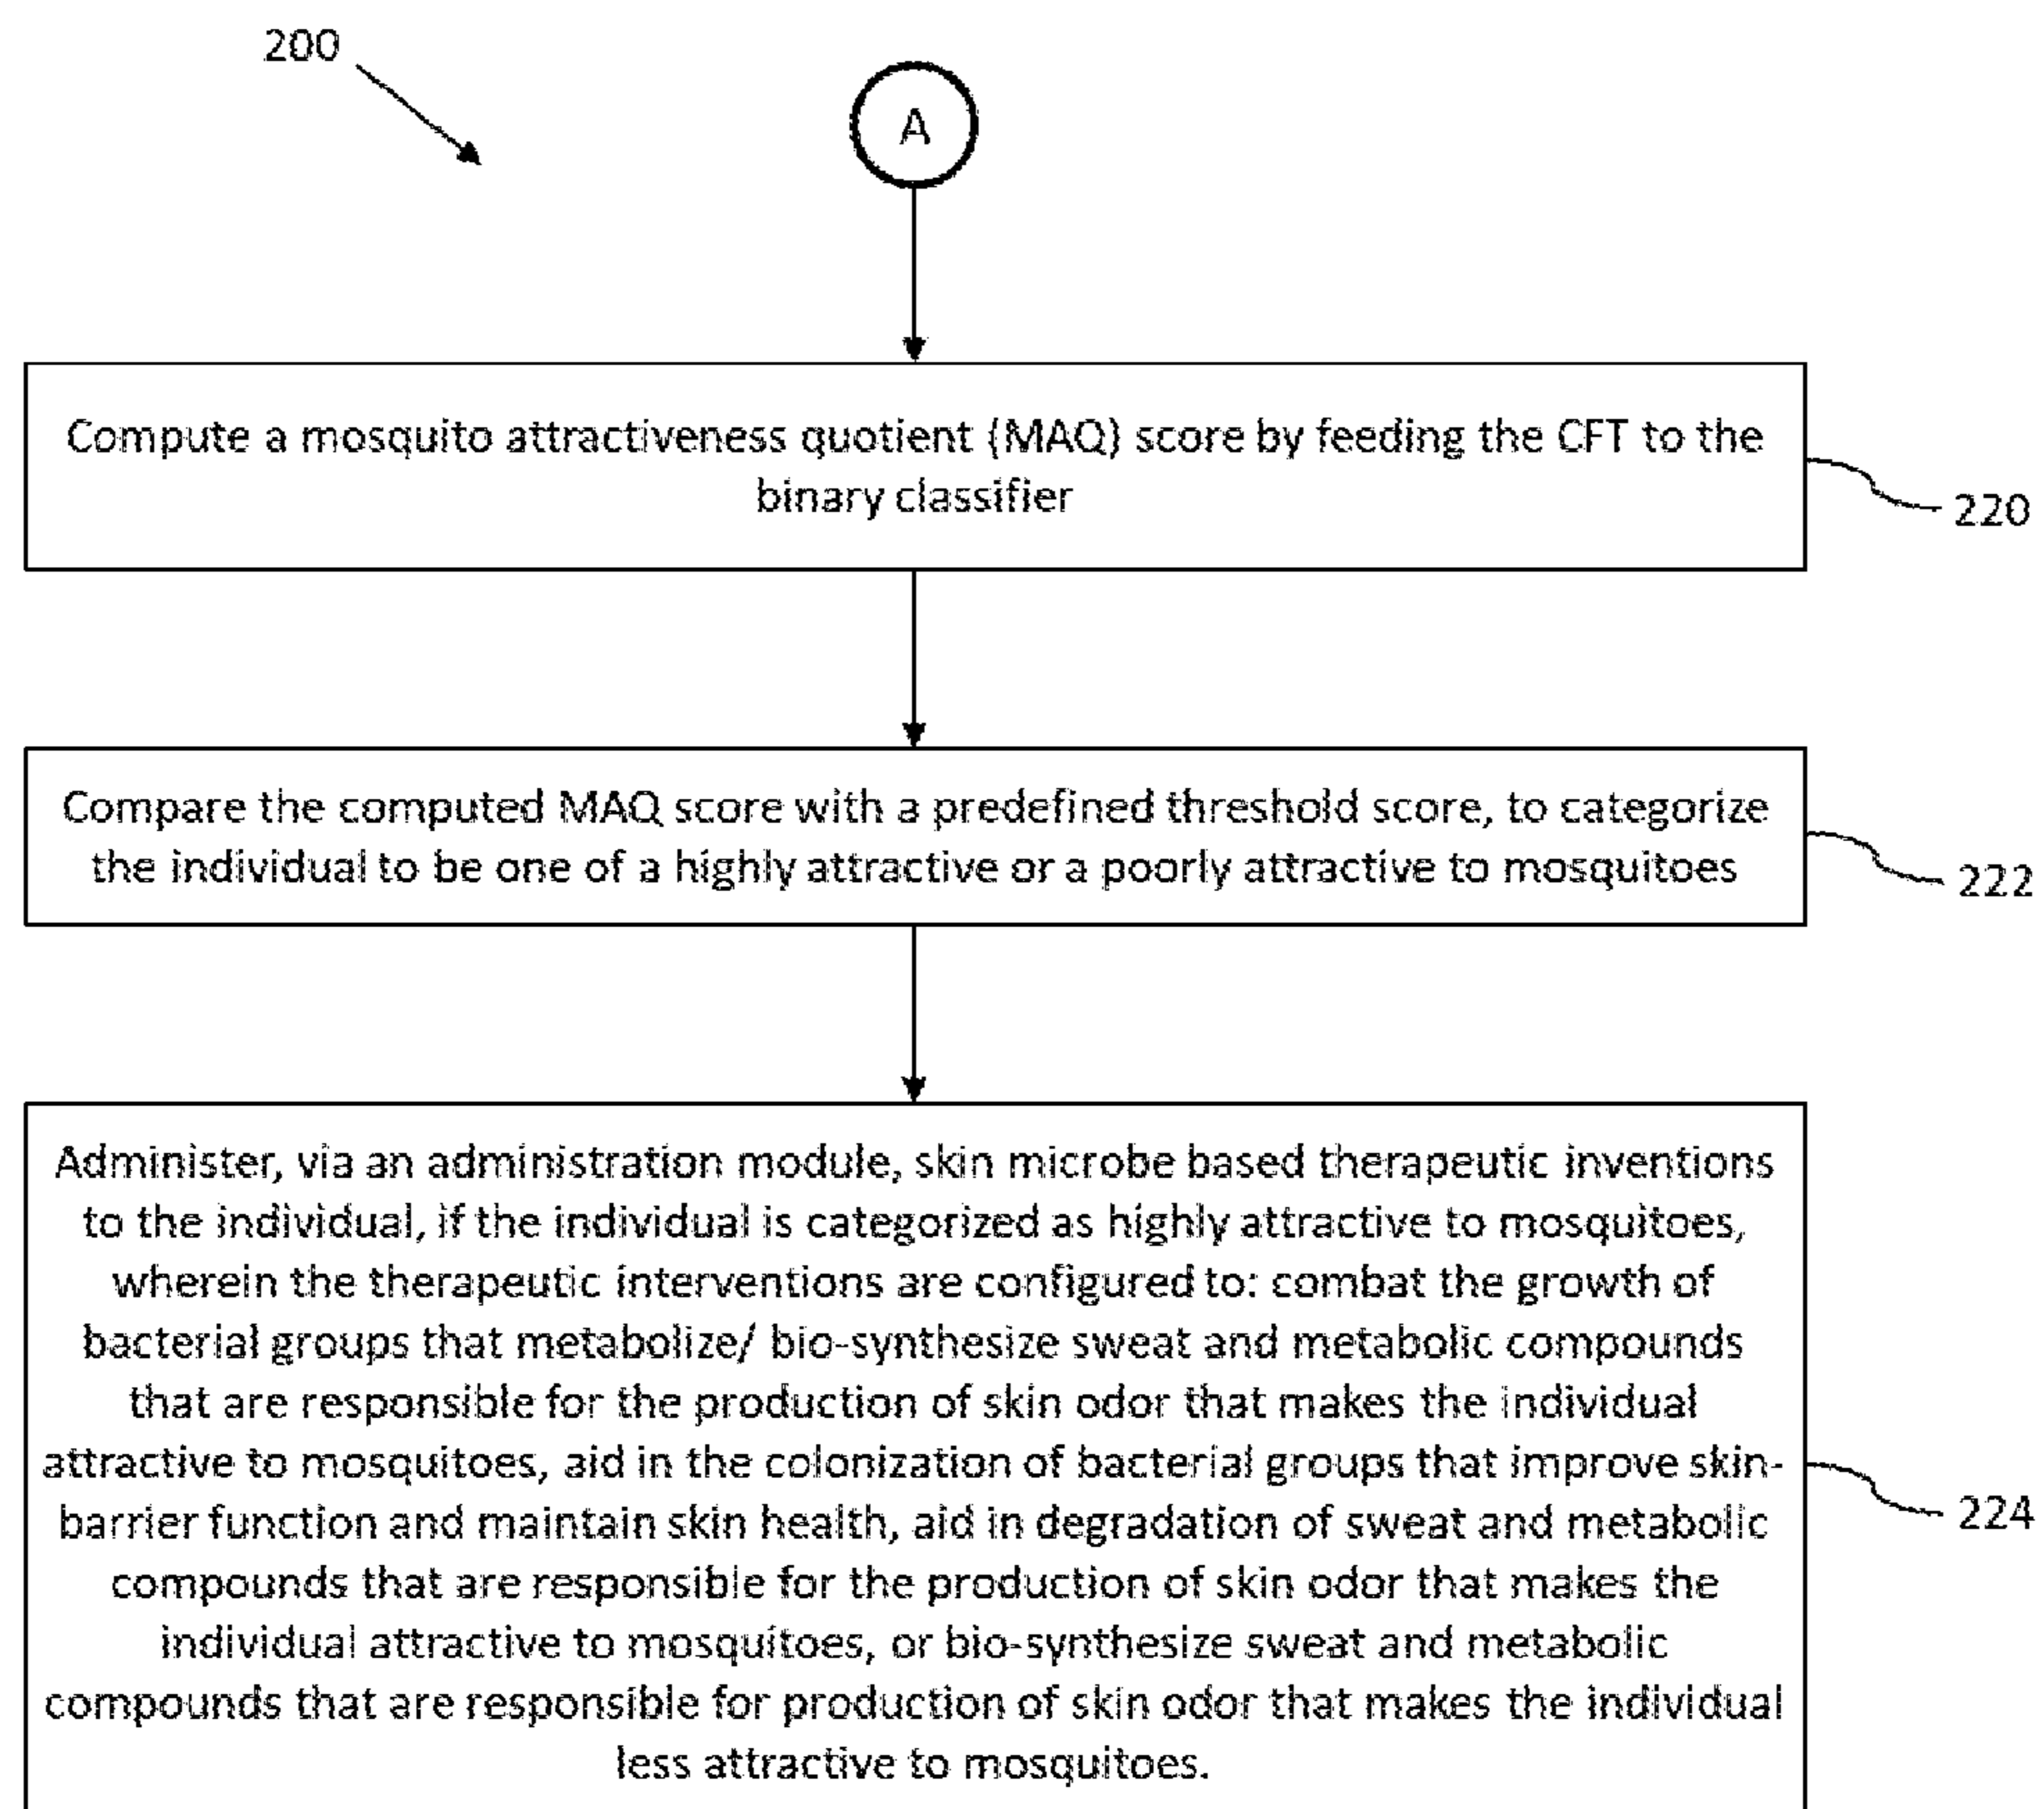 200
A
Compute a mosquito attractiveness quotient (MAQ) score by feeding the CFT to the
binary classifier
220
Compare the computed MAQ score with a predefined threshold score, to categorize
the individual to be one of a highly attractive or a poorly attractive to mosquitoes
222
Administer, via an administration module, skin microbe based therapeutic inventions
to the individual, if the individual is categorized as highly attractive to mosquitoes,
wherein the therapeutic interventions are configured to: combat the growth of
bacterial groups that metabolize/ bio-synthesize sweat and metabolic compounds
that are responsible for the production of skin odor that makes the individual
attractive to mosquitoes, aid in the colonization of bacterial groups that improve skin-
barrier function and maintain skin health, aid in degradation of sweat and metabolic
compounds that are responsible for the production of skin odor that makes the
individual attractive to mosquitoes, or bio-synthesize sweat and metabolic
compounds that are responsible for production of skin odor that makes the individual
less attractive to mosquitoes.
224